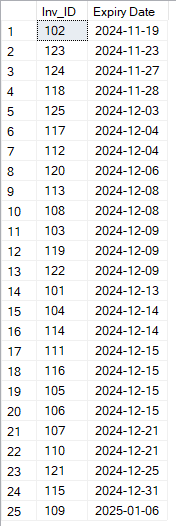 Inv_ID Expiry Date
1 102 2024-11-19
2 123 2024-11-23
3 124 2024-11-27
4 118 2024-11-28
5 125 2024-12-03
6 117 2024-12-04
7 112 2024-12-04
8 120 2024-12-06
9 113 2024-12-08
10 108 2024-12-08
11 103 2024-12-09
12 119 2024-12-09
13 122 2024-12-09
14 101 2024-12-13
15 104 2024-12-14
16 114 2024-12-14
17 111 2024-12-15
18 116 2024-12-15
19 105 2024-12-15
20 106 2024-12-15
21 107 2024-12-21
22 110 2024-12-21
23 121 2024-12-25
24 115 2024-12-31
25 109 2025-01-06